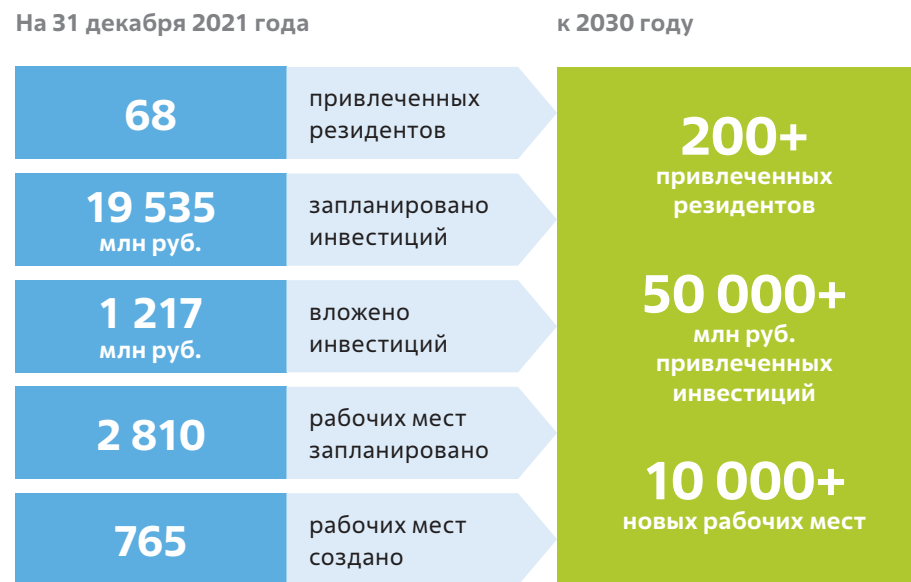 На 31 декабря 2021 года
к 2030 году
68
привлеченных
резидентов
19 535
млн руб.
запланировано
инвестиций
1 217
млн руб.
вложено
инвестиций
2 810
рабочих мест
запланировано
765
рабочих мест
создано
200+
привлеченных
резидентов
50 000+
млн руб.
привлеченных
инвестиций
10 000+
новых рабочих мест